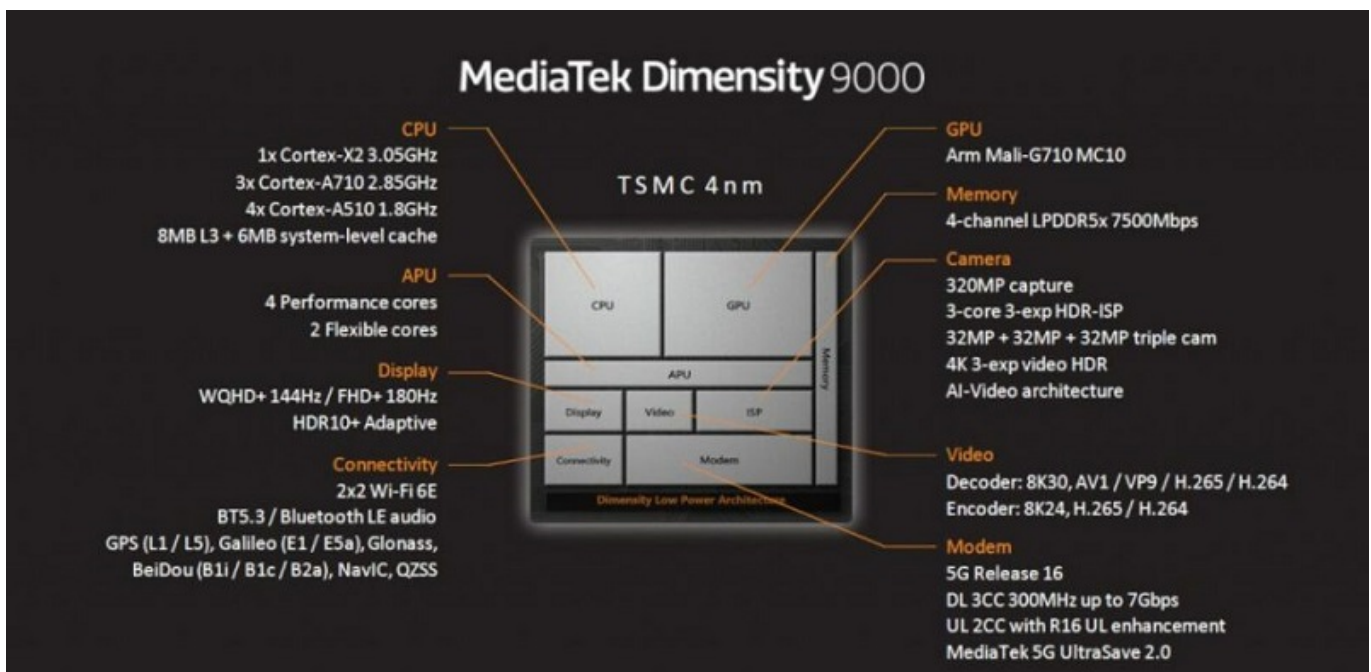 MediaTek Dimensity 9000
TSMC 4nm
CPU
1x Cortex-X2 3.05GHz
3x Cortex-A710 2.85GHz
4x Cortex-A510 1.8GHz
8MB L3 + 6MB system-level cache
APU
4 Performance cores
2 Flexible cores
Display
WQHD+ 144Hz / FHD+ 180Hz
HDR10+ Adaptive
Connectivity
2x2 Wi-Fi 6E
BT5.3 / Bluetooth LE audio
GPS (L1 / L5), Galileo (E1 / E5a), Glonass,
BeiDou (B1i / B1c / B2a), NavIC, QZSS
CPU
GPU
Memory
APU
Display
Video
ISP
Connectivity
Modem
Dimensity Low Power Architecture
GPU
Arm Mali-G710 MC10
Memory
4-channel LPDDR5x 7500Mbps
Camera
320MP capture
3-core 3-exp HDR-ISP
32MP + 32MP + 32MP triple cam
4K 3-exp video HDR
AI-Video architecture
Video
Decoder: 8K30, AV1 / VP9 / H.265 / H.264
Encoder: 8K24, H.265 / H.264
Modem
5G Release 16
DL 3CC 300MHz up to 7Gbps
UL 2CC with R16 UL enhancement
MediaTek 5G UltraSave 2.0